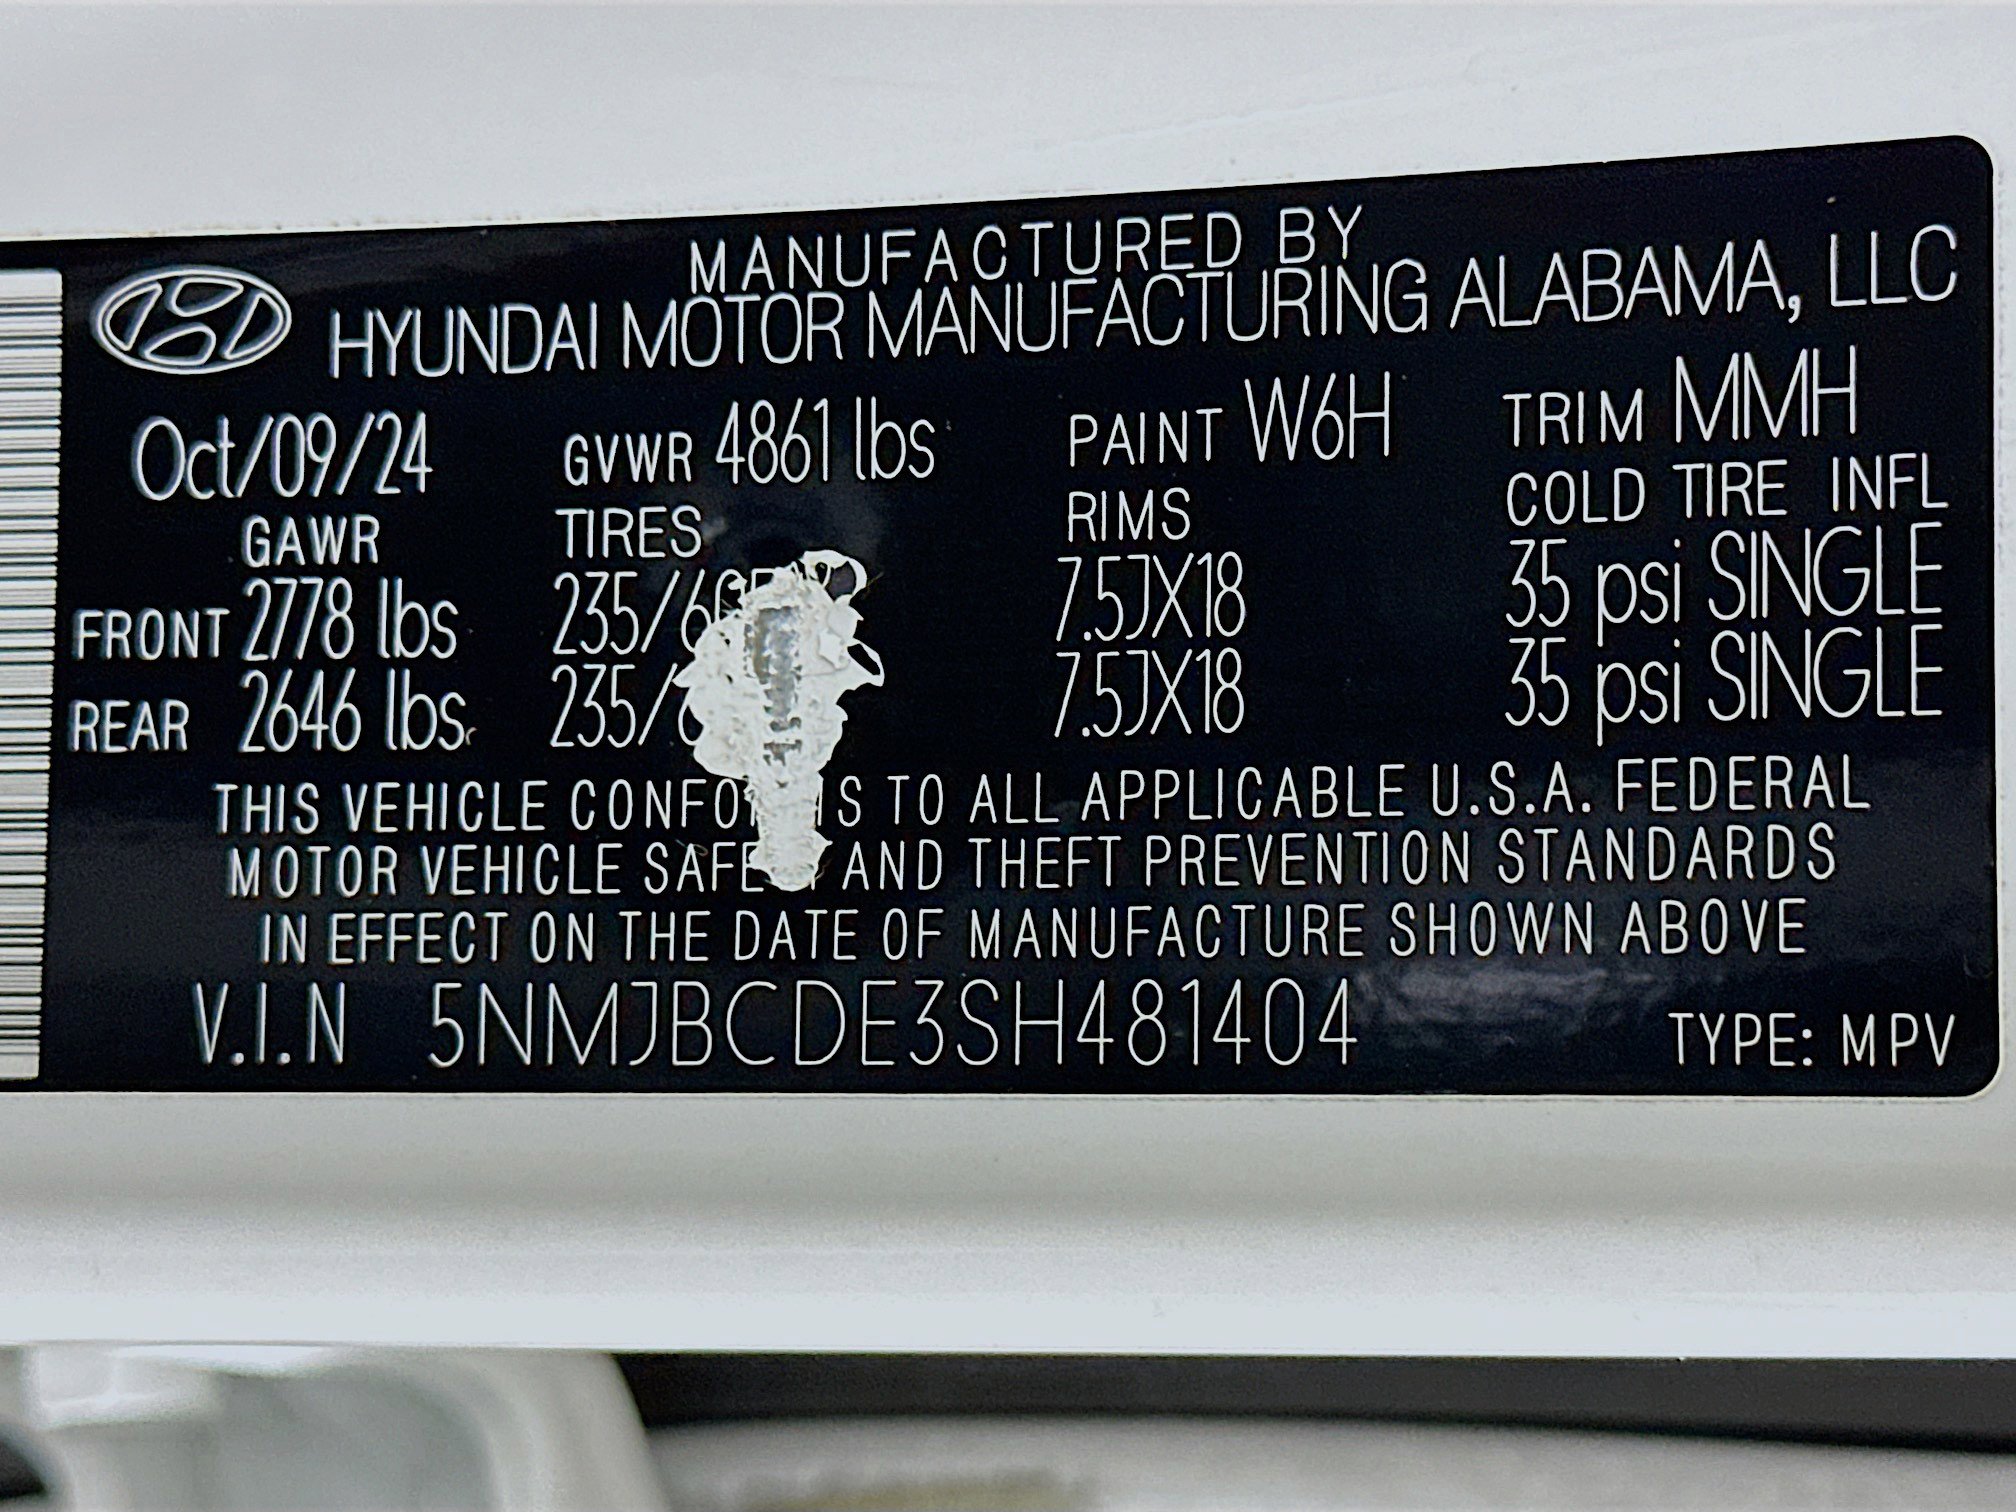 MANUFACTURED BY
HYUNDAI MOTOR MANUFACTURING ALABAMA, LLC
Oct/09/24 GVWR 4861 lbs PAINT W6H TRIM MMH
GAWR TIRES RIMS COLD TIRE INFL
FRONT 2778 lbs 7.5JX18 35 psi SINGLE
REAR 2646 lbs 7.5JX18 35 psi SINGLE
THIS VEHICLE TO ALL APPLICABLE U.S.A. FEDERAL
MOTOR VEHICLE AND THEFT PREVENTION STANDARDS
IN EFFECT ON THE DATE OF MANUFACTURE SHOWN ABOVE
V.I.N 5NMJBCDE3SH481404 TYPE: MPV